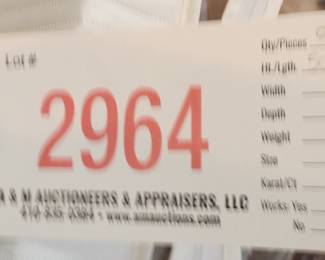 Lot #
2964
A & M AUCTIONEERS & APPRAISERS, LLC
www.amauctions.com
Qty/Pieces
Ht./Lgth
Width
Depth
Weight
Size
Karat/Ct
Works: Yes
No